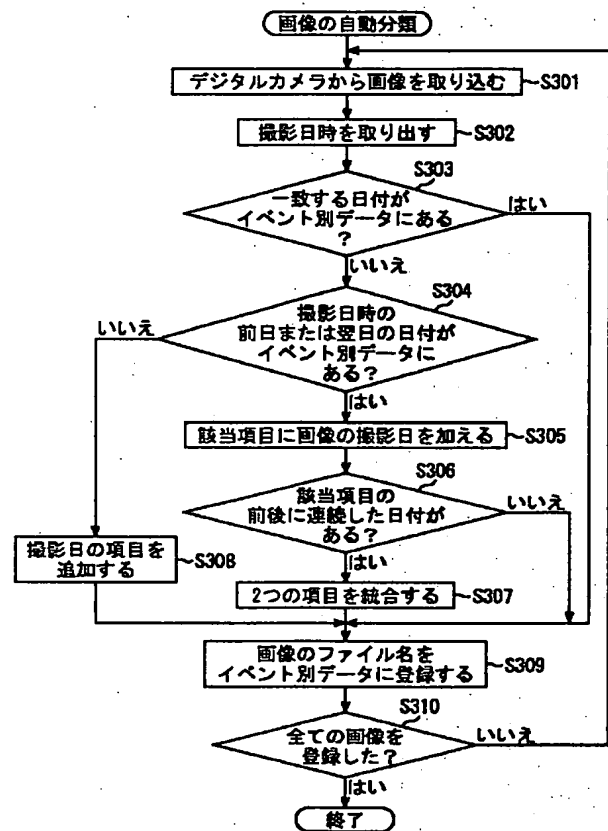 画像の自動分類
デジタルカメラから画像を取り込む
S301
撮影日時を取り出す
S302
S303
一致する日付が
イベント別データにある
?
はい
いいえ
S304
撮影日時の
前日または翌日の日付が
イベント別データに
ある?
いいえ
はい
該当項目に画像の撮影日を加える
S305
S306
該当項目の
前後に連続した日付が
ある?
いいえ
はい
撮影日の項目を
追加する
S308
2つの項目を統合する
S307
画像のファイル名を
イベント別データに登録する
S309
S310
全ての画像を
登録した?
いいえ
はい
終了